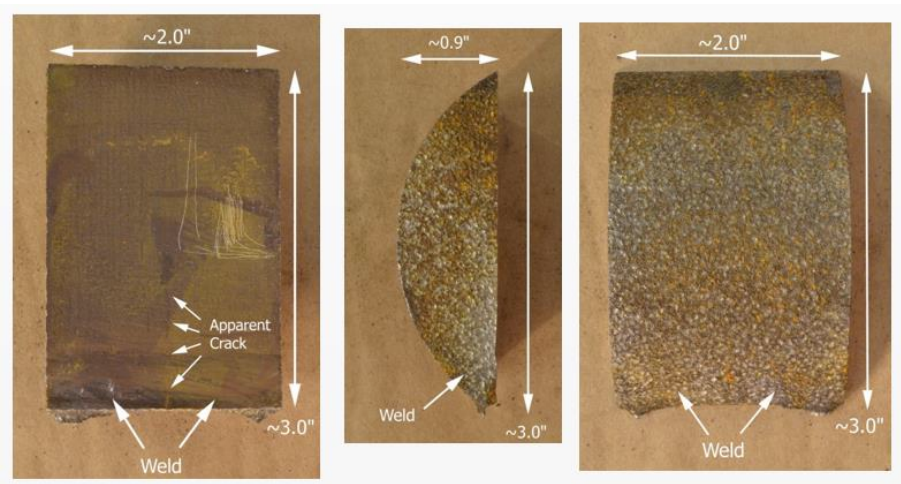 ~2.0"
Apparent
Crack
~3.0"
Weld
~0.9"
Weld
~3.0"
~2.0"
Weld
~3.0"